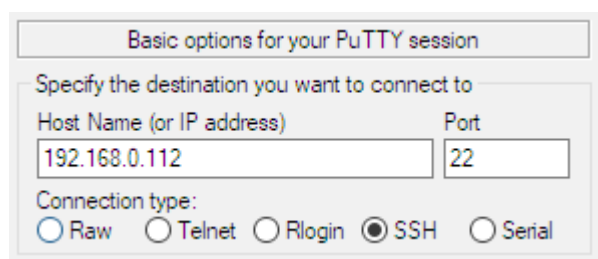 Basic options for your PuTTY session
Specify the destination you want to connect to
Host Name (or IP address) Port
192.168.0.112 22
Connection type:
Raw Telnet Rlogin SSH Serial